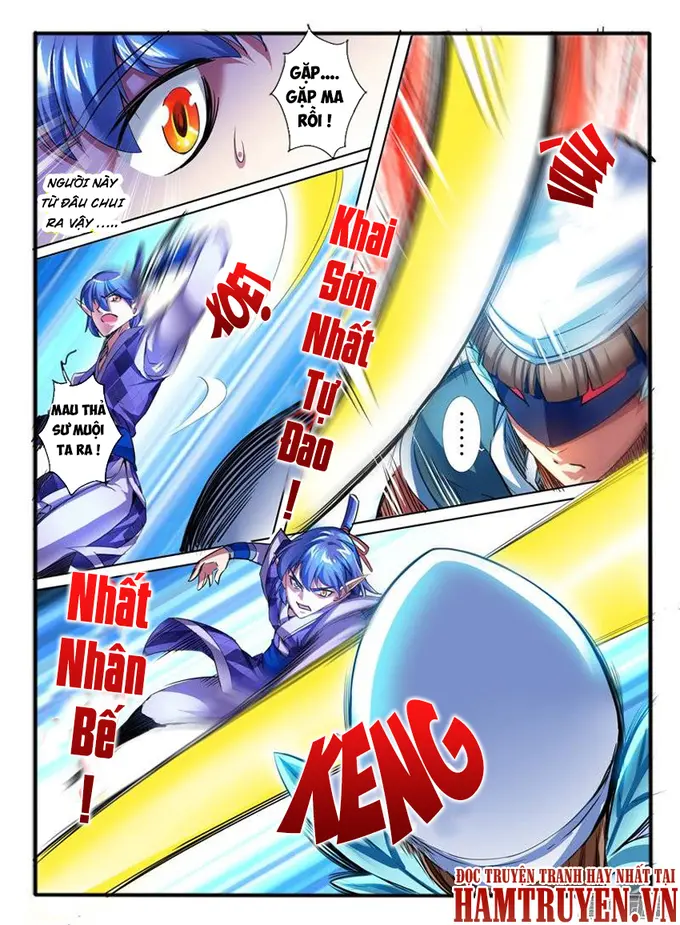 GẶP....
GẶP MA
RỒI !
NGƯỜI NÀY
TỪ ĐÂU CHUI
RA VẬY .....
VÙÙ
XOẸT
Khai
Sơn
Nhất
Tự
Đao
!
......
MAU THẢ
SƯ MUỘI
TA RA !
Nhất
Nhân
Bế
!
KENG
ĐỌC TRUYỆN TRANH HAY NHẤT TẠI
HAMTRUYEN.VN